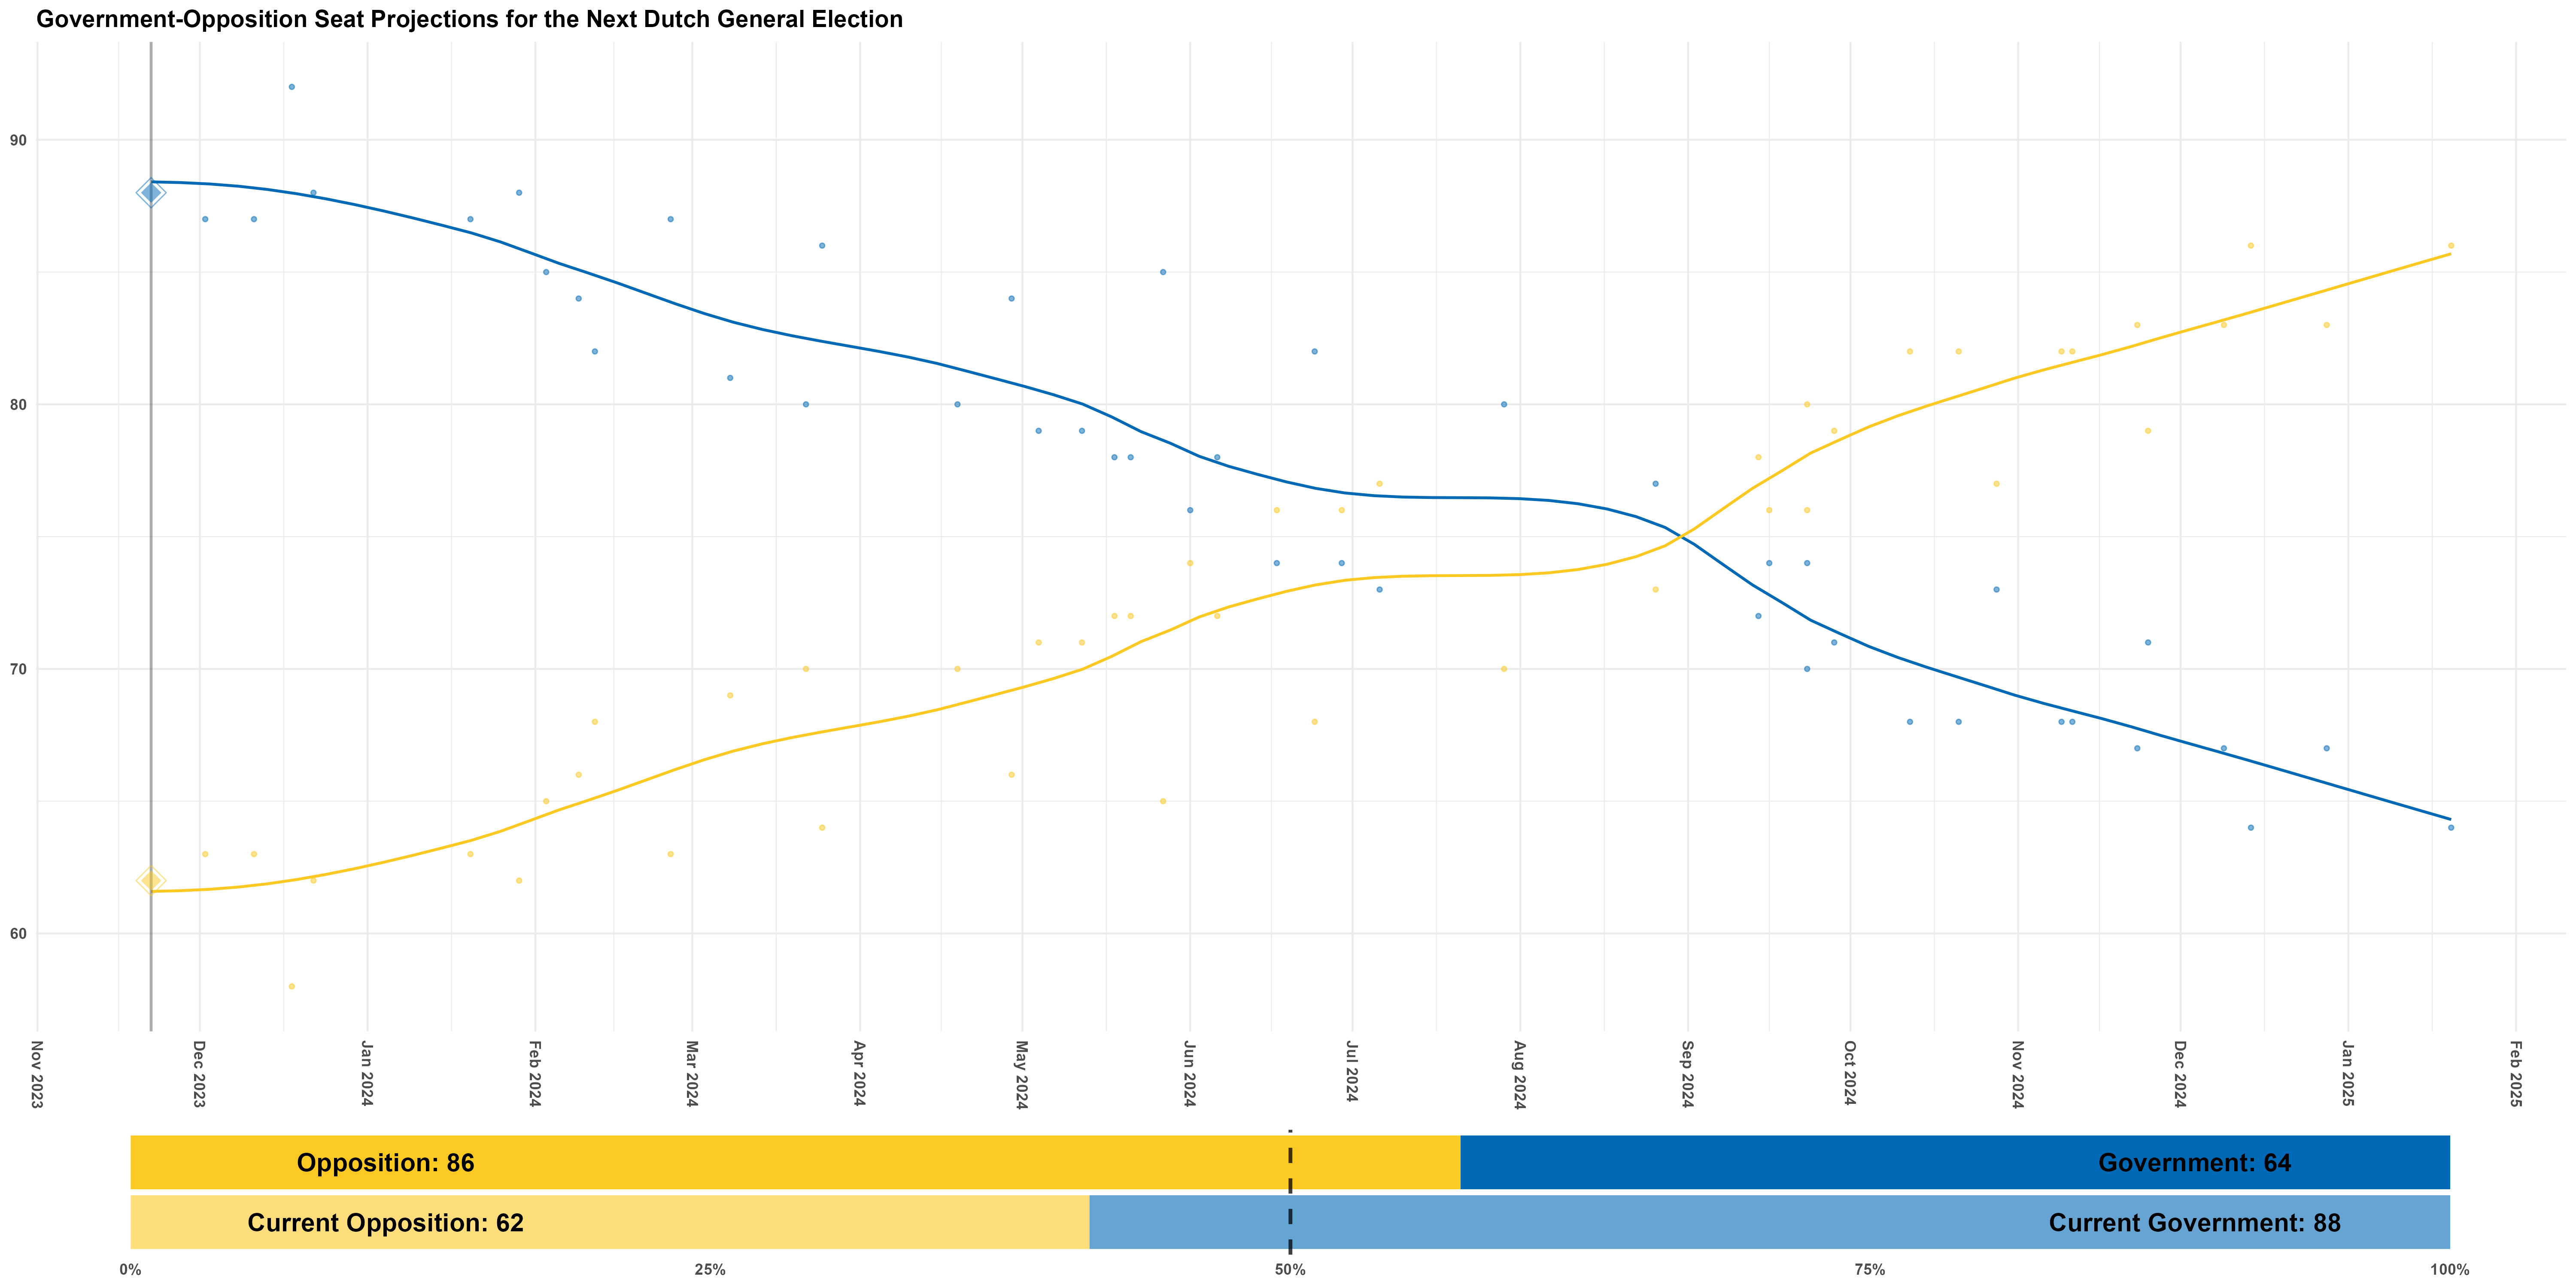 Government-Opposition Seat Projections for the Next Dutch General Election
90
80
70
60
Nov 2023
Dec 2023
Jan 2024
Feb 2024
Mar 2024
Apr 2024
May 2024
Jun 2024
Jul 2024
Aug 2024
Sep 2024
Oct 2024
Nov 2024
Dec 2024
Jan 2025
Feb 2025
Opposition: 86
Government: 64
Current Opposition: 62
Current Government: 88
0%
25%
50%
75%
100%